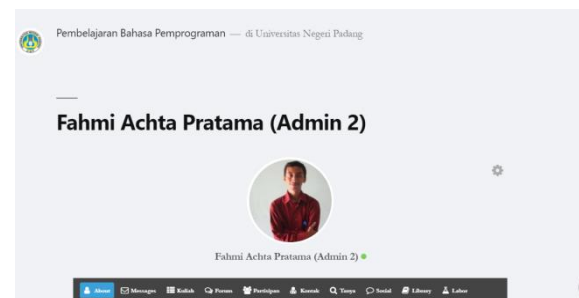 Pembelajaran Bahasa Pemprograman — di Universitas Negeri Padang
Fahmi Achta Pratama (Admin 2)
Fahmi Achta Pratama (Admin 2)
About Messages Kuliah Forum Partisipan Kontak Tanya Sosial Library Labor